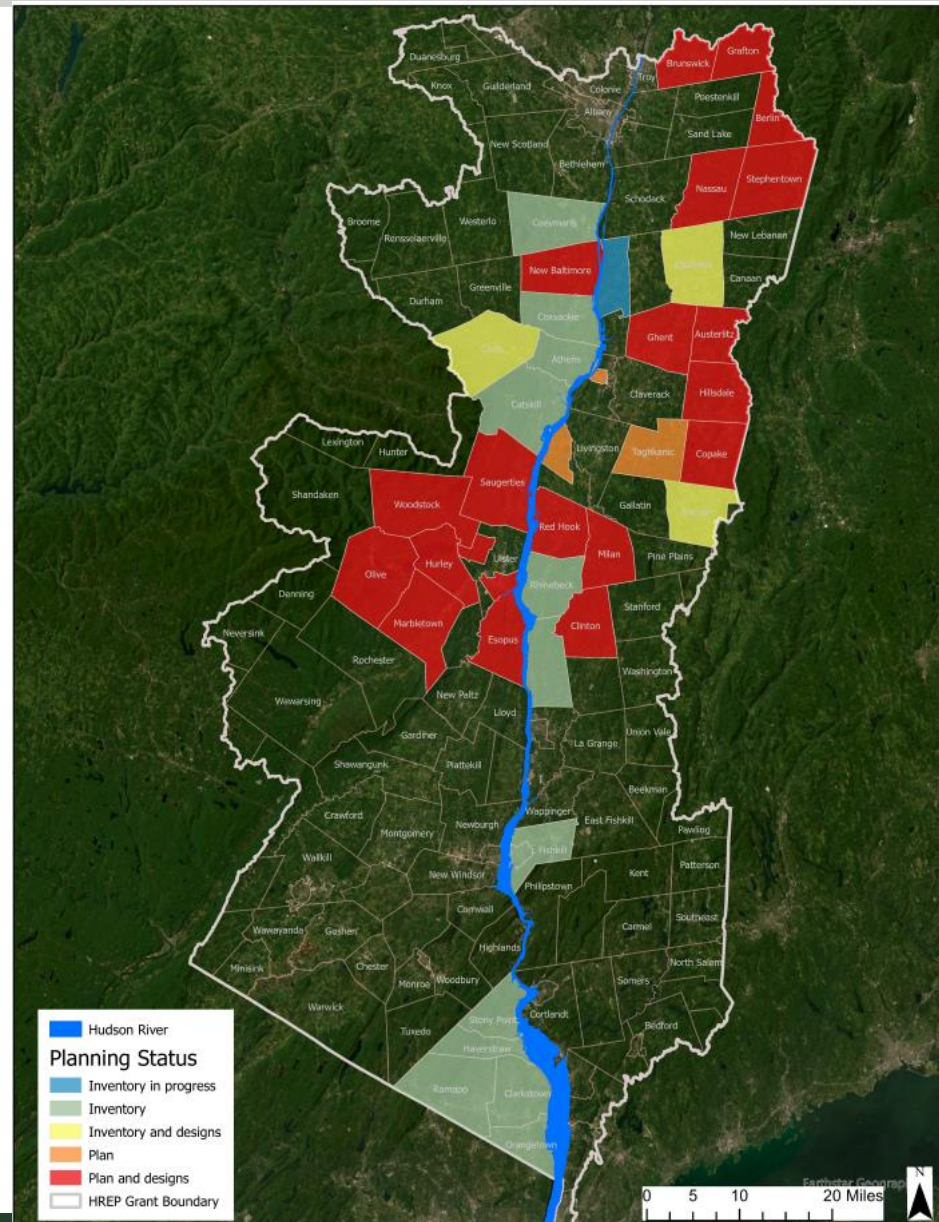 Duanesburg
Knox
Guilderland
Colonie
Troy
Brunswick
Grafton
Albany
Poestenkill
Berlin
Sand Lake
New Scotland
Bethlehem
Schodack
Nassau
Stephentown
Broome
Rensselaerville
Westerlo
Coeymans
New Lebanon
Canaan
New Baltimore
Durham
Greenville
Coxsackie
Ghent
Austerlitz
Athens
Claverack
Hillsdale
Catskill
Lexington
Hunter
Livingston
Taghkanic
Copake
Shandaken
Saugerties
Woodstock
Gallatin
Red Hook
Milan
Pine Plains
Ulster
Olive
Hurley
Rhinebeck
Denning
Marbletown
Esopus
Clinton
Stanford
Neversink
Rochester
Washington
Wawarsing
New Paltz
Lloyd
Gardiner
Union Vale
La Grange
Shawangunk
Plattekill
Beekman
Crawford
Newburgh
Wappinger
East Fishkill
Montgomery
Pawling
Wallkill
Fishkill
New Windsor
Philipstown
Kent
Patterson
Cornwall
Carmel
Southeast
Wawayanda
Goshen
Highlands
North Salem
Minisink
Chester
Monroe
Woodbury
Somers
Warwick
Tuxedo
Stony Point
Cortlandt
Bedford
Haverstraw
Ramapo
Clarkstown
Orangetown
Hudson River
Planning Status
Inventory in progress
Inventory
Inventory and designs
Plan
Plan and designs
HREP Grant Boundary
Earthstar Geograp
N
0 5 10 20 Miles